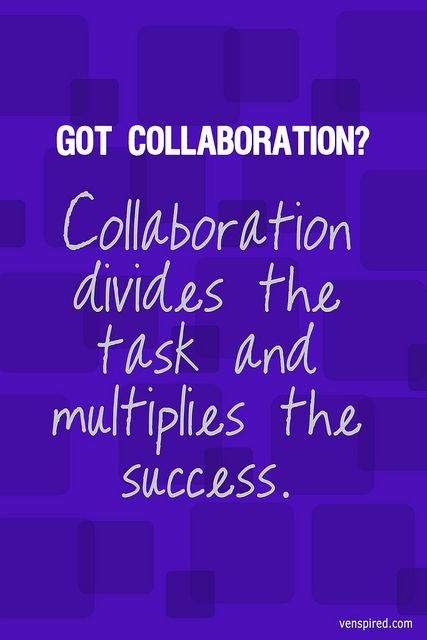 GOT COLLABORATION?
Collaboration
divides the
task and
multiplies the
success.
venspired.com